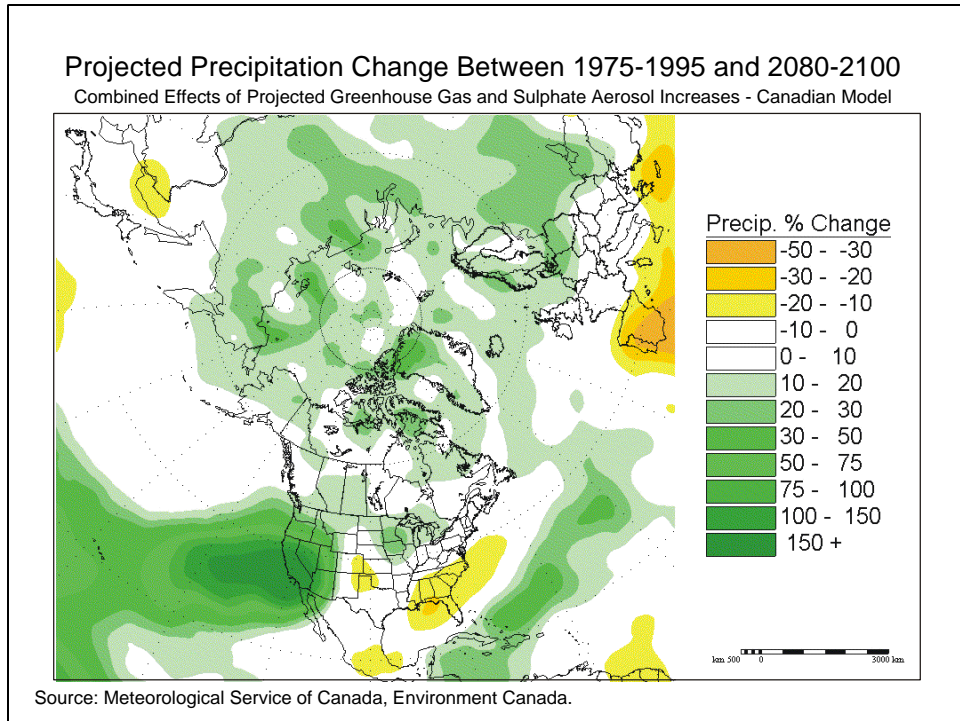 Projected Precipitation Change Between 1975-1995 and 2080-2100
Combined Effects of Projected Greenhouse Gas and Sulphate Aerosol Increases - Canadian Model
Precip. % Change
-50 - -30
-30 - -20
-20 - -10
-10 - 0
0 - 10
10 - 20
20 - 30
30 - 50
50 - 75
75 - 100
100 - 150
150 +
km 500 0 3000 km
Source: Meteorological Service of Canada, Environment Canada.